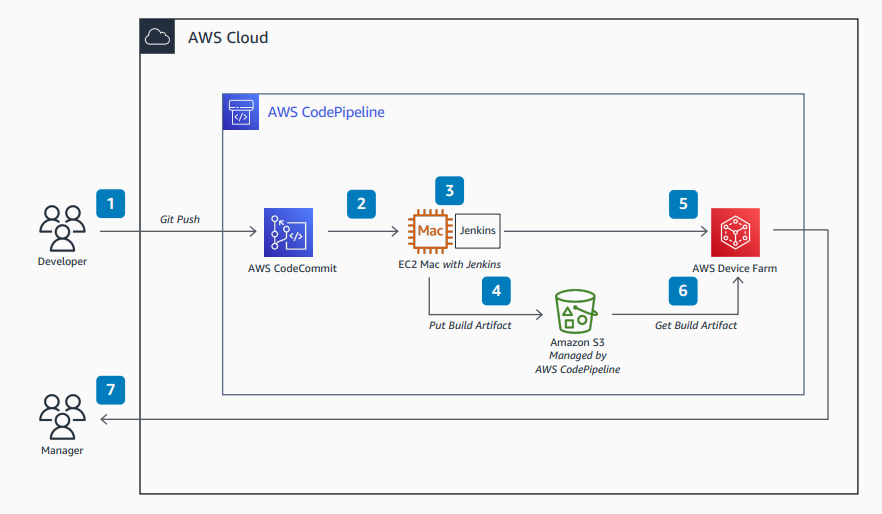 AWS Cloud
AWS CodePipeline
1
Git Push
2
3
5
Mac
Jenkins
Developer
AWS CodeCommit
EC2 Mac with Jenkins
AWS Device Farm
4
6
Put Build Artifact
Get Build Artifact
Amazon S3
Managed by
AWS CodePipeline
7
Manager